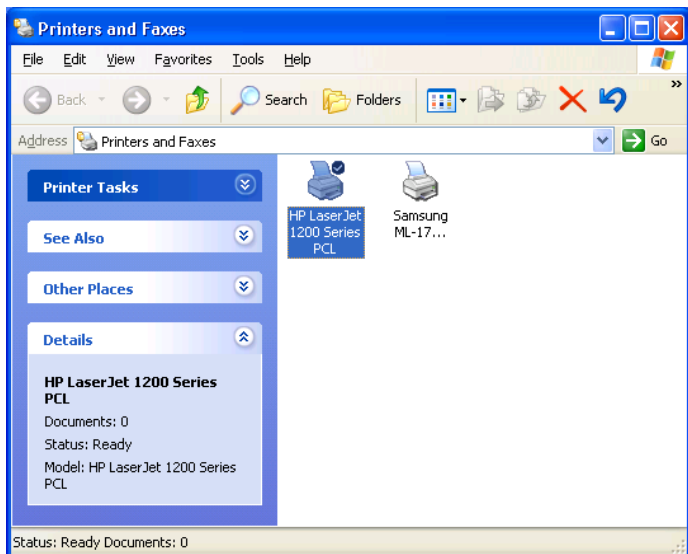 Printers and Faxes
File Edit View Favorites Tools Help
Back Search Folders »
Address Printers and Faxes Go
Printer Tasks
See Also
Other Places
Details
HP LaserJet 1200 Series
PCL
Documents: 0
Status: Ready
Model: HP LaserJet 1200 Series
PCL
HP LaserJet
1200 Series
PCL
Samsung
ML-17...
Status: Ready Documents: 0